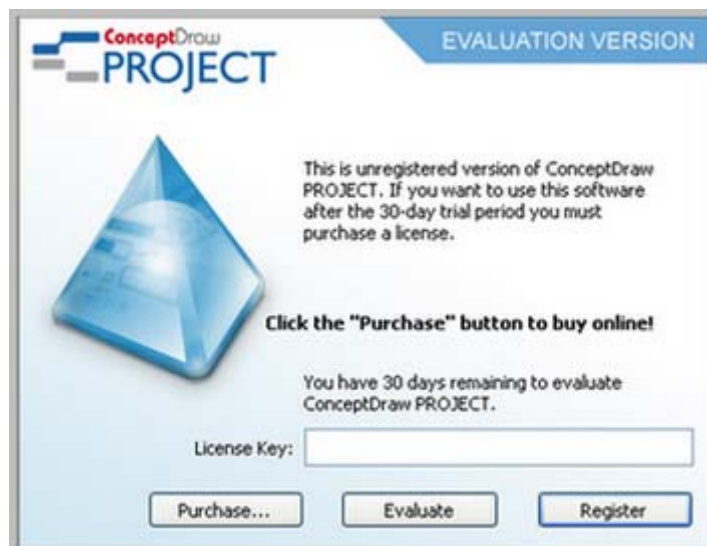 ConceptDraw
PROJECT
EVALUATION VERSION
This is unregistered version of ConceptDraw
PROJECT. If you want to use this software
after the 30-day trial period you must
purchase a license.
Click the "Purchase" button to buy online!
You have 30 days remaining to evaluate
ConceptDraw PROJECT.
License Key:
Purchase...
Evaluate
Register